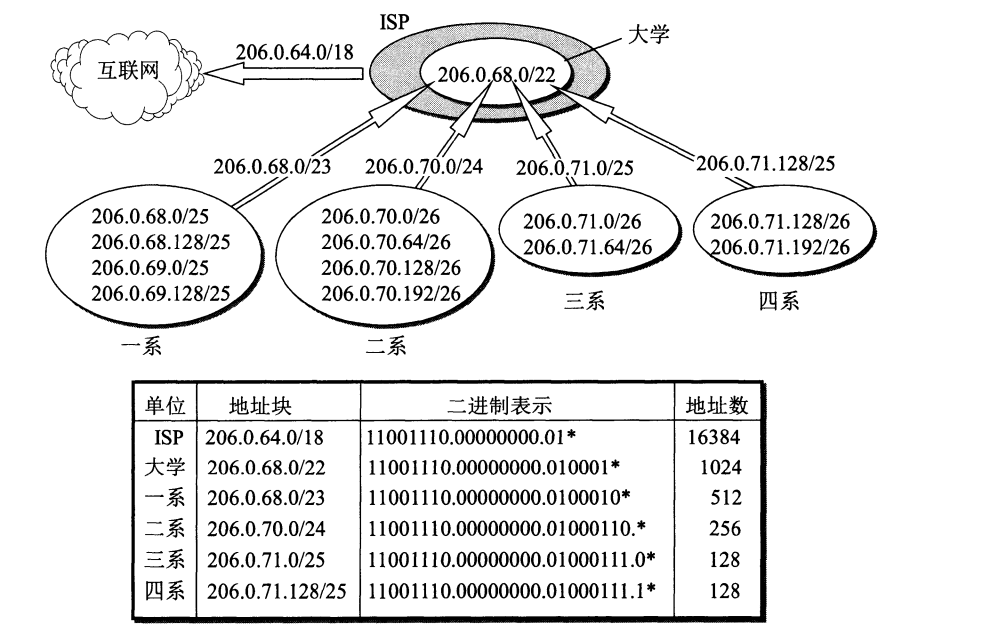 ISP
大学
206.0.64.0/18
互联网
206.0.68.0/22
206.0.68.0/23
206.0.70.0/24
206.0.71.0/25
206.0.71.128/25
206.0.68.0/25
206.0.68.128/25
206.0.69.0/25
206.0.69.128/25
一系
206.0.70.0/26
206.0.70.64/26
206.0.70.128/26
206.0.70.192/26
二系
206.0.71.0/26
206.0.71.64/26
三系
206.0.71.128/26
206.0.71.192/26
四系
单位 地址块 二进制表示 地址数
ISP 206.0.64.0/18 11001110.00000000.01* 16384
大学 206.0.68.0/22 11001110.00000000.010001* 1024
一系 206.0.68.0/23 11001110.00000000.0100010* 512
二系 206.0.70.0/24 11001110.00000000.01000110.* 256
三系 206.0.71.0/25 11001110.00000000.01000111.0* 128
四系 206.0.71.128/25 11001110.00000000.01000111.1* 128